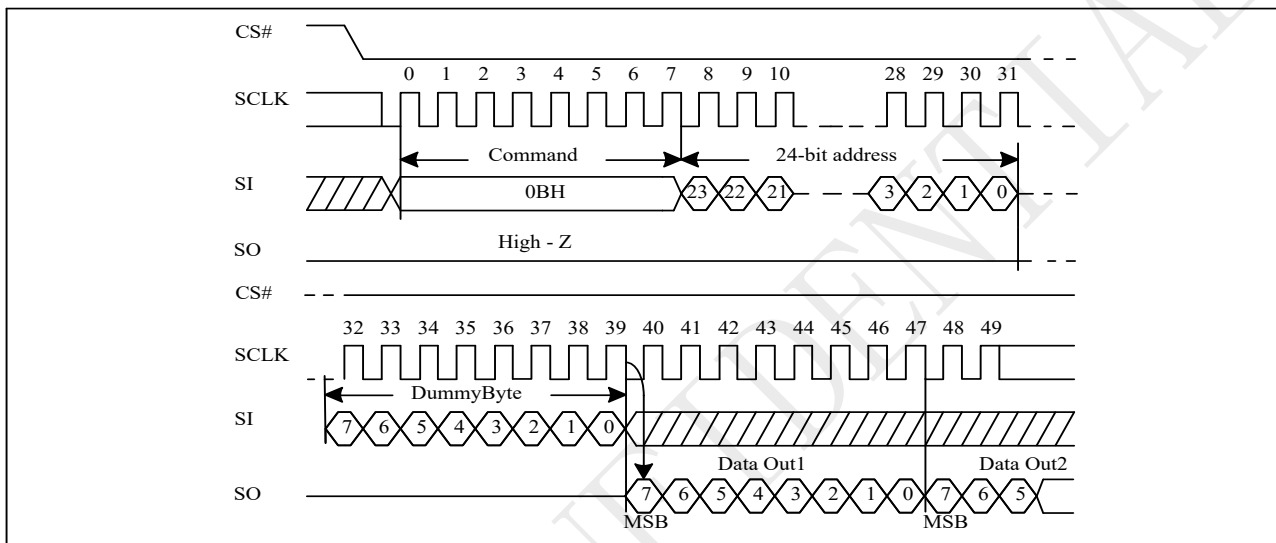 CS#
0 1 2 3 4 5 6 7 8 9 10 28 29 30 31
SCLK
Command 24-bit address
SI 0BH 23 22 21 3 2 1 0
High - Z
SO
CS#
32 33 34 35 36 37 38 39 40 41 42 43 44 45 46 47 48 49
SCLK
DummyByte
SI 7 6 5 4 3 2 1 0
Data Out1 Data Out2
SO 7 6 5 4 3 2 1 0 7 6 5
MSB MSB
IDENTIAL